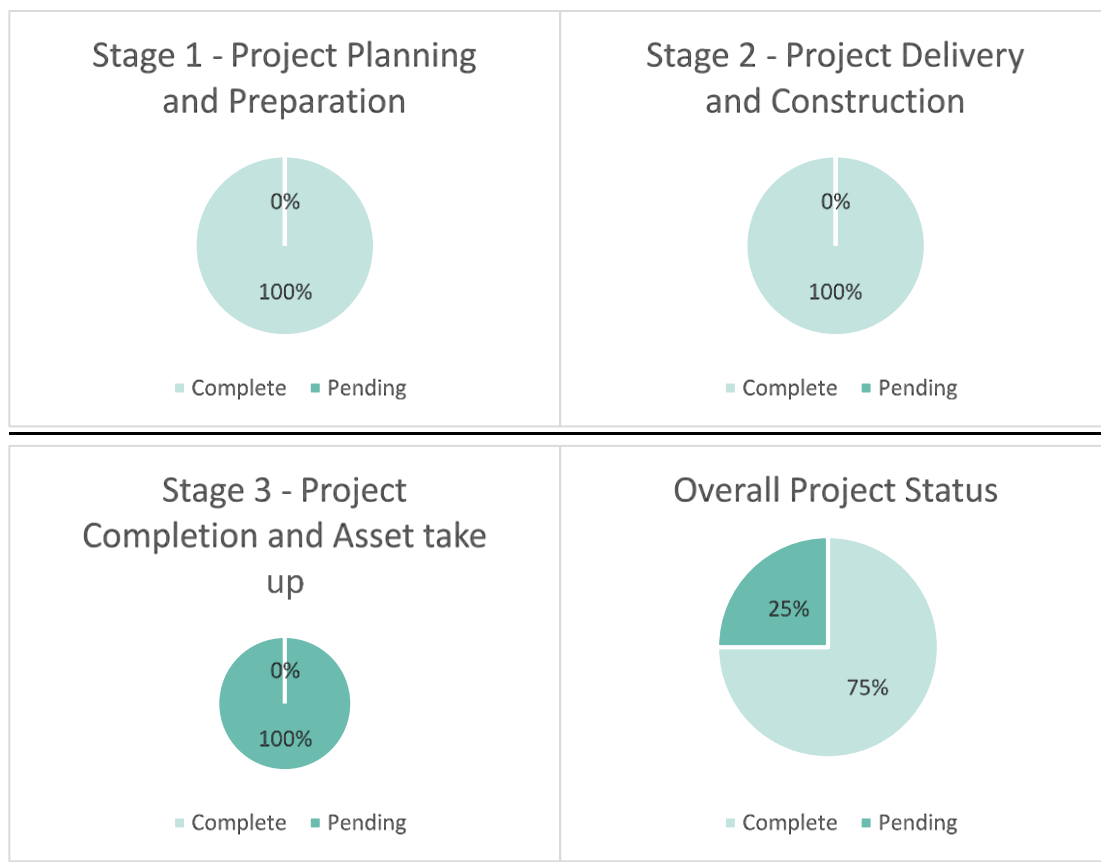 Stage 1 - Project Planning
and Preparation
0%
100%
Complete Pending
Stage 2 - Project Delivery
and Construction
0%
100%
Complete Pending
Stage 3 - Project
Completion and Asset take
up
0%
100%
Complete Pending
Overall Project Status
25%
75%
Complete Pending